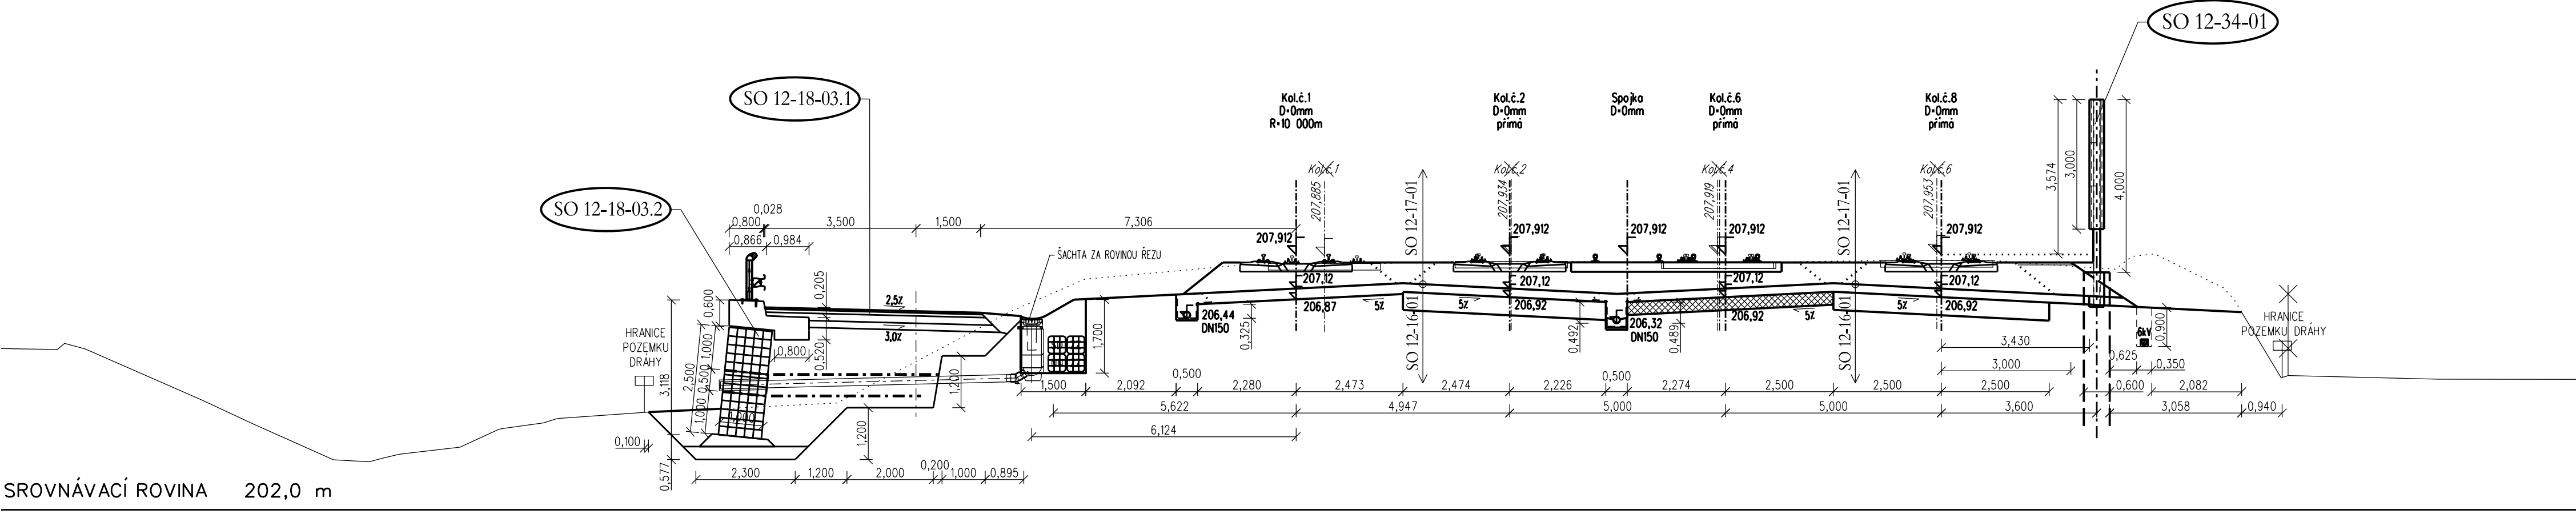 SO 12-34-01
SO 12-18-03.1
Kol.č.1
D=0mm
R=10 000m
Kol.č.2
D=0mm
přímá
Spojka
D=0mm
Kol.č.6
D=0mm
přímá
Kol.č.8
D=0mm
přímá
Kol.č.1
207,885
Kol.č.2
207,934
Kol.č.4
207,919
Kol.č.6
207,953
SO 12-17-01
SO 12-17-01
3,574
3,000
4,000
SO 12-18-03.2
0,028
0,800
3,500
1,500
7,306
0,866
0,984
207,912
207,912
207,912
207,912
207,912
ŠACHTA ZA ROVINOU ŘEZU
207,12
207,12
207,12
207,12
206,87
206,92
206,92
206,92
5%
5%
5%
5%
0,600
0,205
2,5%
3,0%
0,520
0,800
206,44
DN150
0,325
0,492
206,32
DN150
0,489
SO 12-16-01
SO 12-16-01
HRANICE
POZEMKU
DRÁHY
HRANICE
POZEMKU DRÁHY
6kV
0,900
3,430
3,000
0,625
0,350
3,118
2,500
1,000
0,500
1,000
1,000
1,200
1,700
1,500
2,092
0,500
2,280
2,473
2,474
2,226
0,500
2,274
2,500
2,500
2,500
0,600
2,082
5,622
4,947
5,000
5,000
3,600
3,058
0,940
6,124
0,100
0,577
1,200
2,300
1,200
2,000
0,200
1,000
0,895
SROVNÁVACÍ ROVINA 202,0 m